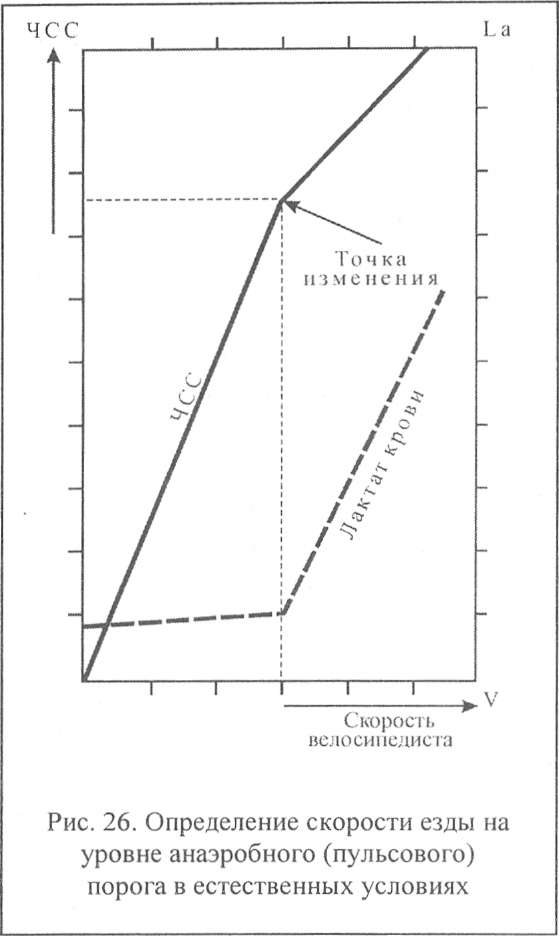 ЧСС
La
Точка
изменения
ЧСС
Лактат крови
V
Скорость
велосипедиста
Рис. 26. Определение скорости езды на
уровне анаэробного (пульсового)
порога в естественных условиях